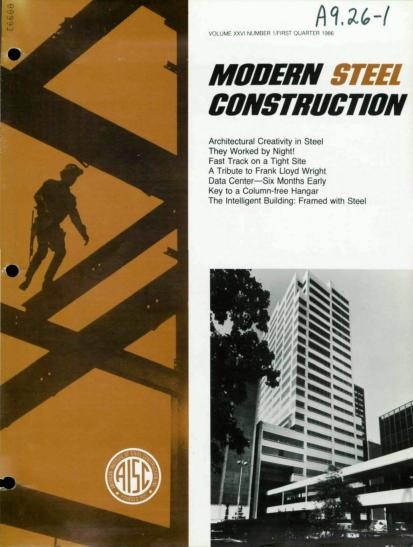 88993
A9.26-1
VOLUME XXVI NUMBER 1/FIRST QUARTER 1986
MODERN STEEL
CONSTRUCTION
Architectural Creativity in Steel
They Worked by Night!
Fast Track on a Tight Site
A Tribute to Frank Lloyd Wright
Data Center—Six Months Early
Key to a Column-free Hangar
The Intelligent Building: Framed with Steel
AISC